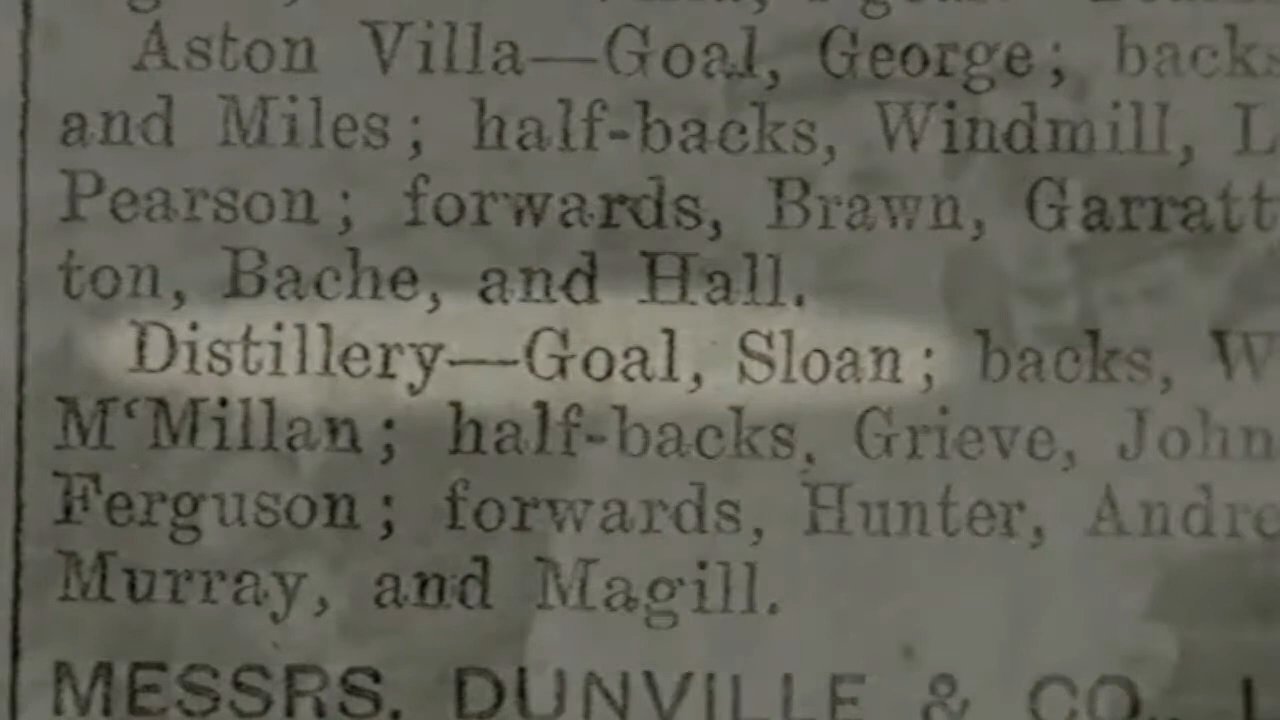 Aston Villa—Goal, George; backs
and Miles; half-backs, Windmill, L
Pearson; forwards, Brawn, Garratt
ton, Bache, and Hall.
Distillery—Goal, Sloan; backs, W
M‘Millan; half-backs, Grieve, John
Ferguson; forwards, Hunter, Andre
Murray, and Magill.
MESSRS. DUNVILLE & CO. L